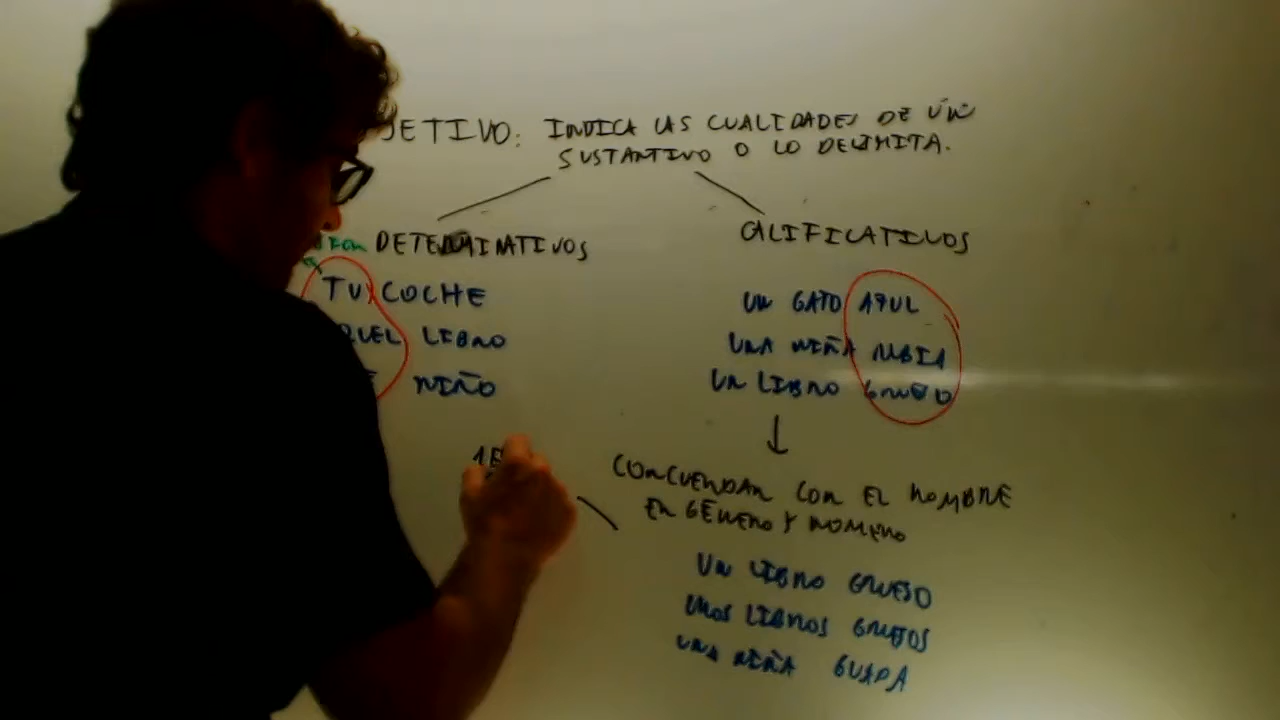 JETIVO: INDICA LAS CUALIDADES DE UN
SUSTANTIVO O LO DELIMITA.
DETERMINATIVOS
CALIFICATIVOS
TU COCHE
UN GATO AZUL
QUEL LIBRO
UNA NIÑA RUBIA
NIÑO
UN LIBRO GRUESO
CONCUERDAN CON EL NOMBRE
EN GÉNERO Y NÚMERO
UN LIBRO GRUESO
UNOS LIBROS GRUESOS
UNA NIÑA GUAPA